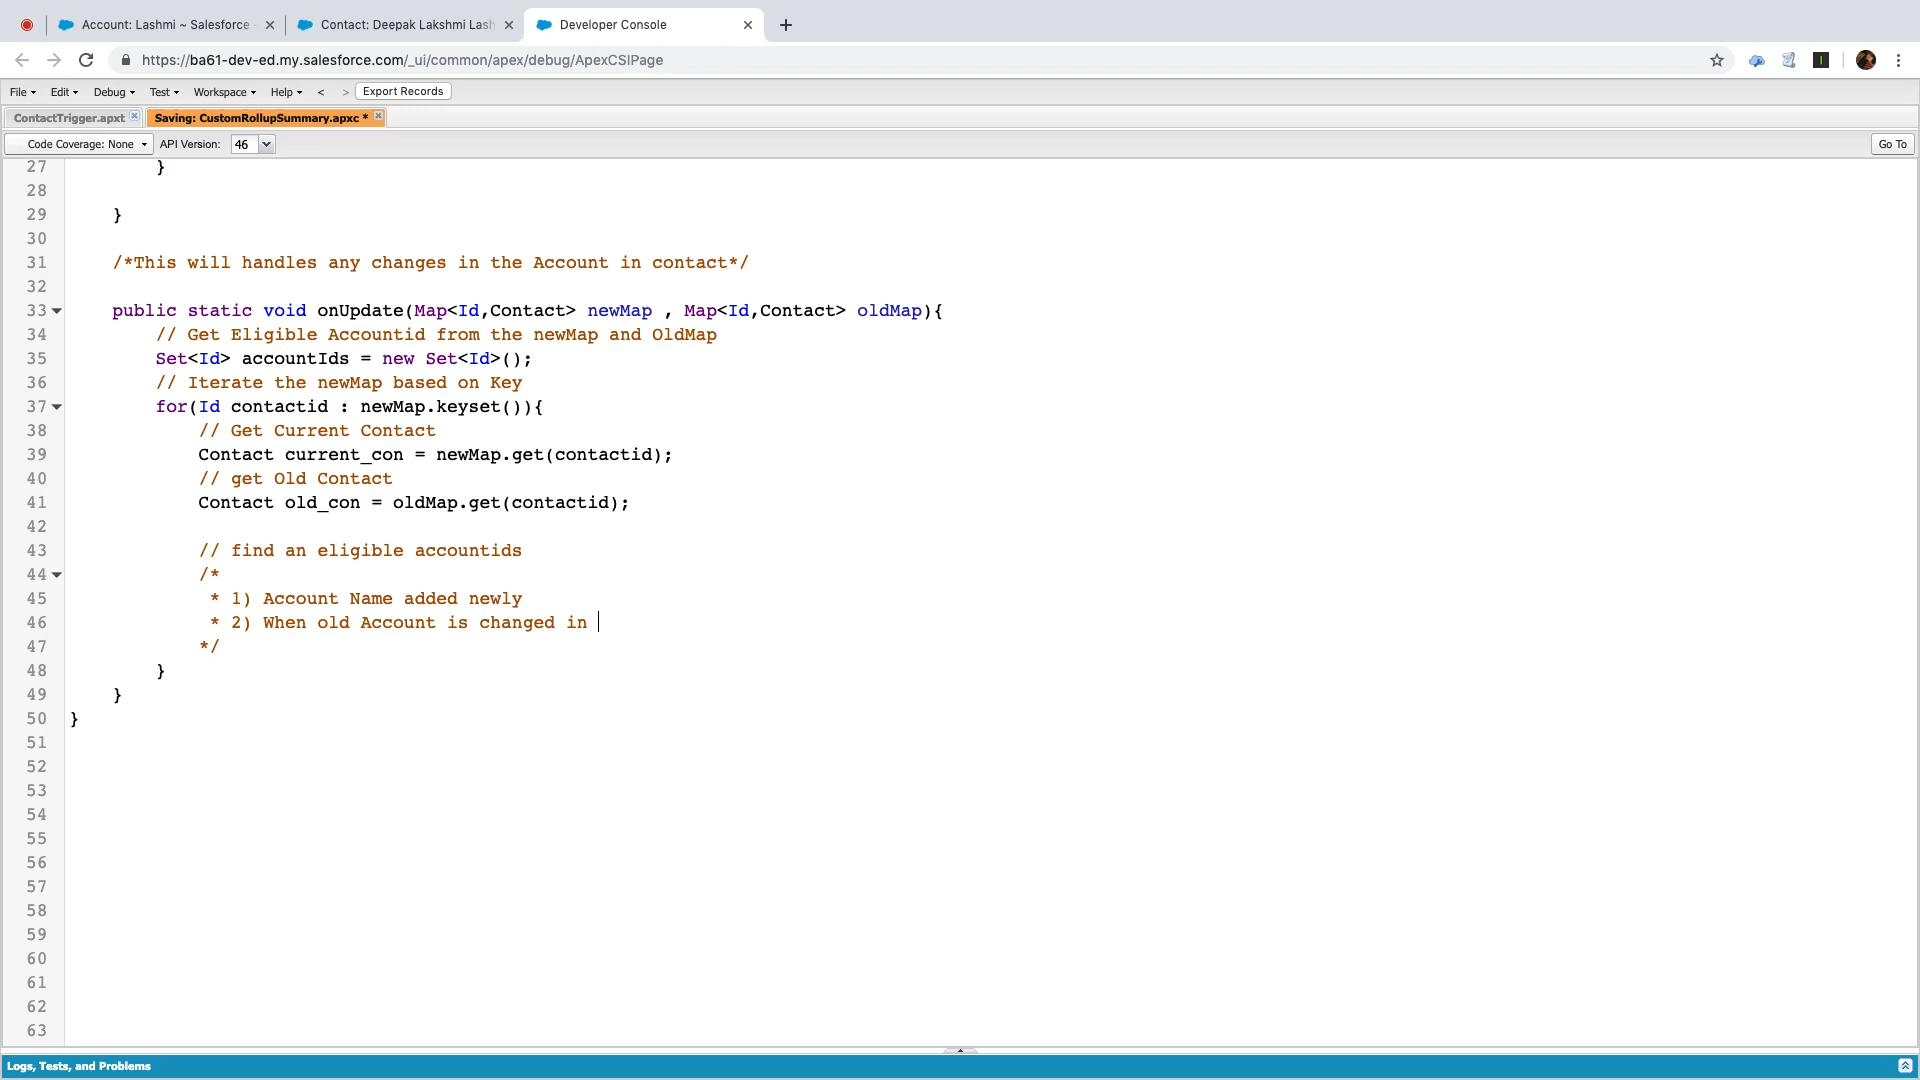 Account: Lashmi ~ Salesforce
Contact: Deepak Lakshmi Lash
Developer Console
https://ba61-dev-ed.my.salesforce.com/_ui/common/apex/debug/ApexCSIPage
File Edit Debug Test Workspace Help < > Export Records
ContactTrigger.apxt
Saving: CustomRollupSummary.apxc *
Code Coverage: None API Version: 46 Go To
27 }
28
29 }
30
31 /*This will handles any changes in the Account in contact*/
32
33 public static void onUpdate(Map<Id,Contact> newMap , Map<Id,Contact> oldMap){
34 // Get Eligible Accountid from the newMap and OldMap
35 Set<Id> accountIds = new Set<Id>();
36 // Iterate the newMap based on Key
37 for(Id contactid : newMap.keyset()){
38 // Get Current Contact
39 Contact current_con = newMap.get(contactid);
40 // get Old Contact
41 Contact old_con = oldMap.get(contactid);
42
43 // find an eligible accountids
44 /*
45 * 1) Account Name added newly
46 * 2) When old Account is changed in
47 */
48 }
49 }
50 }
51
52
53
54
55
56
57
58
59
60
61
62
63
Logs, Tests, and Problems